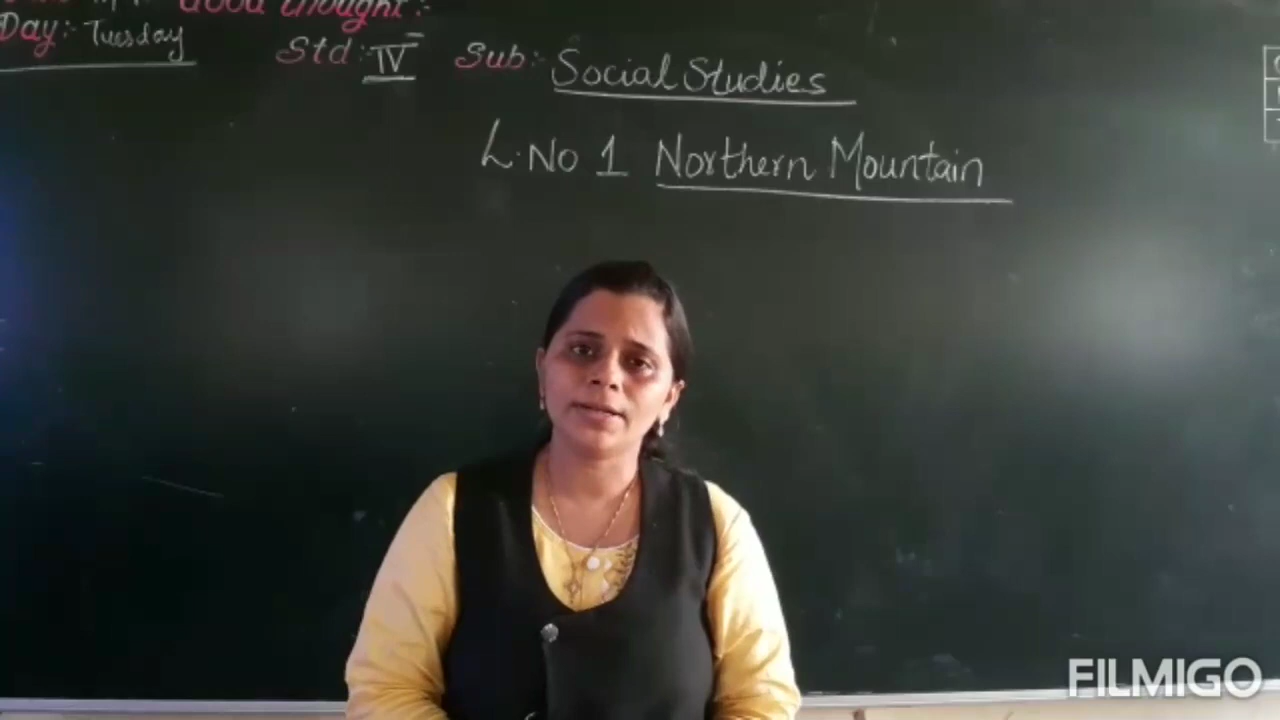 Good thought:-
Day:- Tuesday
Std:- IV Sub:- Social Studies
L.No 1 Northern Mountain
FILMIGO